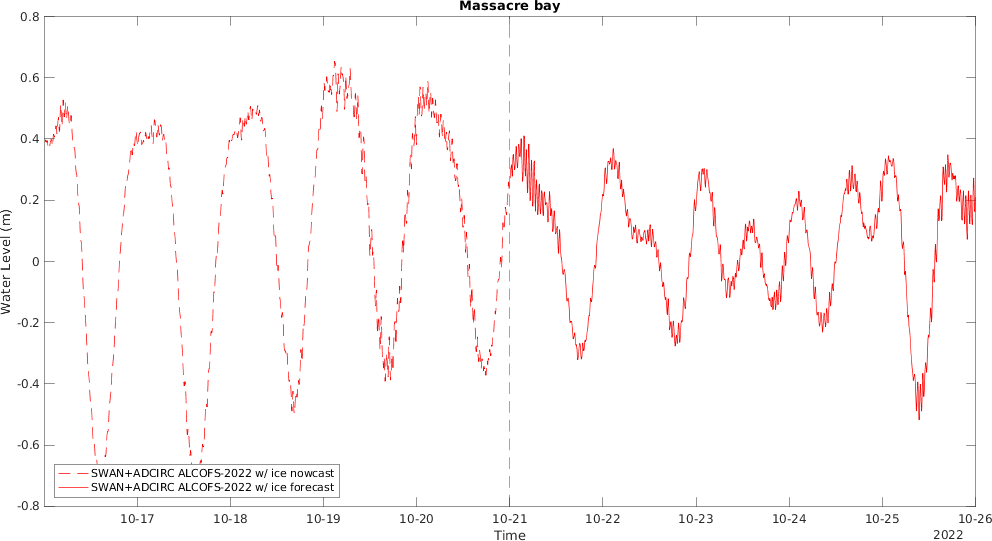 Massacre bay
0.8
0.6
0.4
0.2
0
-0.2
-0.4
-0.6
-0.8
Water Level (m)
SWAN+ADCIRC ALCOFS-2022 w/ ice nowcast
SWAN+ADCIRC ALCOFS-2022 w/ ice forecast
10-17 10-18 10-19 10-20 10-21 10-22 10-23 10-24 10-25 10-26
Time
2022